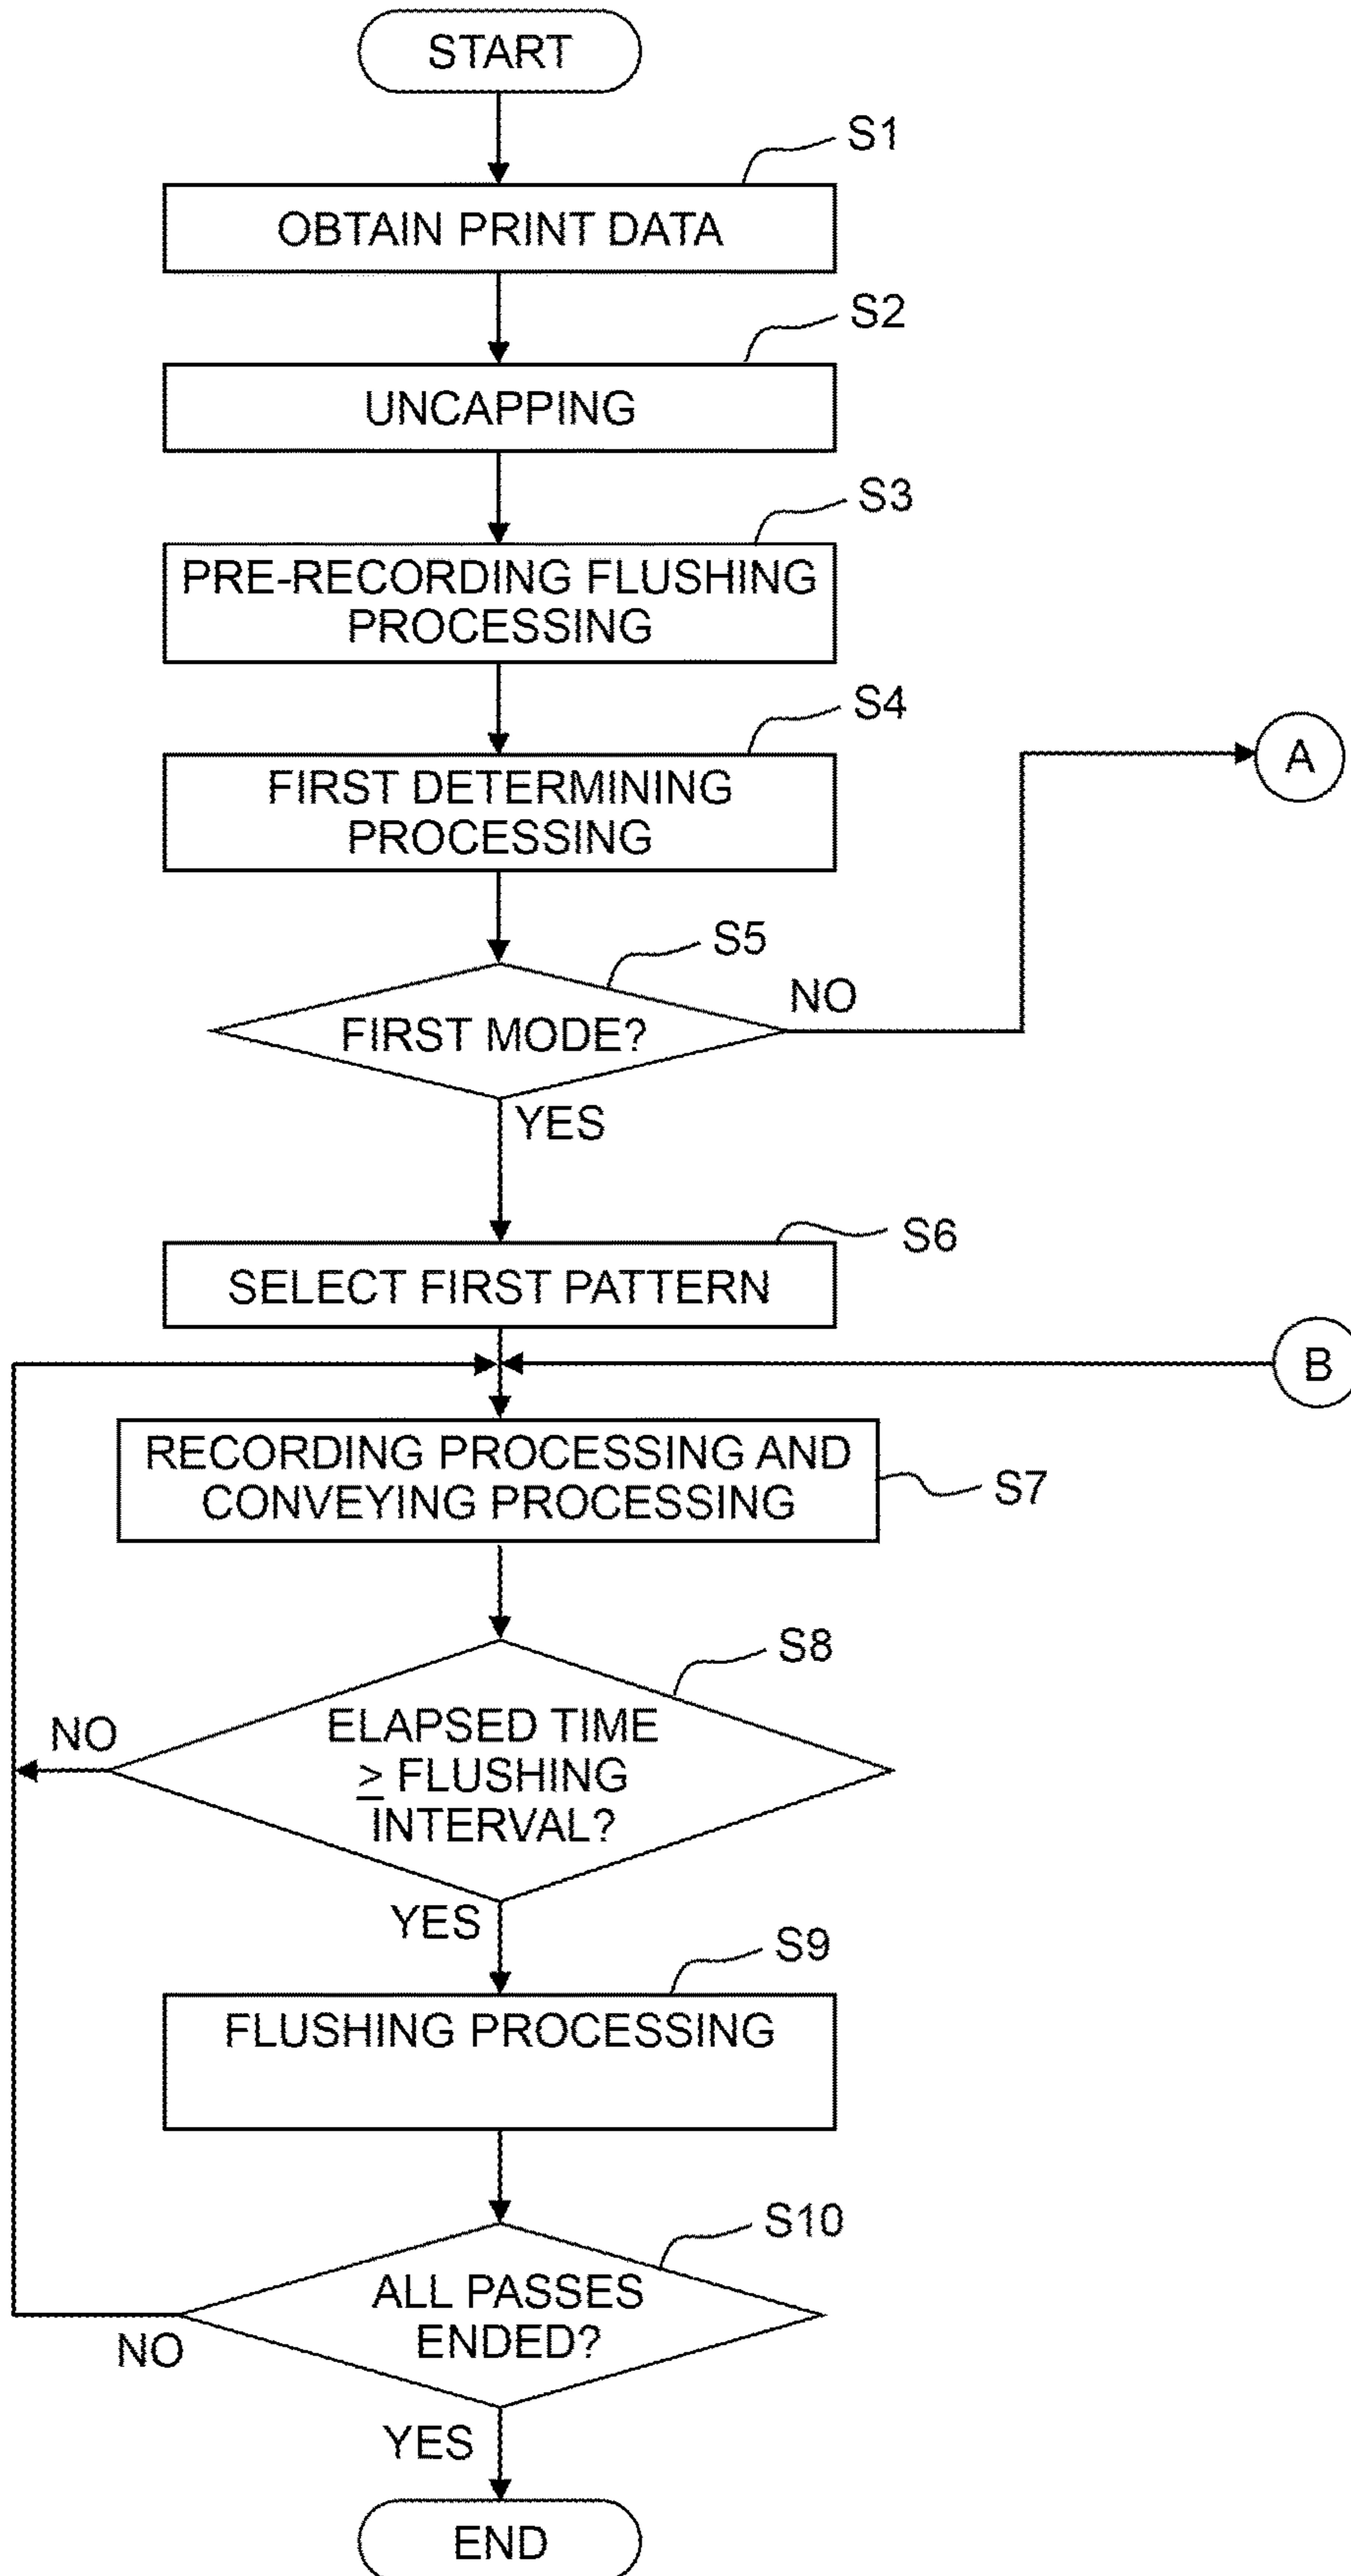 START
S1
OBTAIN PRINT DATA
S2
UNCAPPING
S3
PRE-RECORDING FLUSHING
PROCESSING
S4
FIRST DETERMINING
PROCESSING
A
S5
FIRST MODE?
NO
YES
S6
SELECT FIRST PATTERN
B
RECORDING PROCESSING AND
CONVEYING PROCESSING
S7
S8
ELAPSED TIME
≥ FLUSHING
INTERVAL?
NO
YES
S9
FLUSHING PROCESSING
S10
ALL PASSES
ENDED?
NO
YES
END